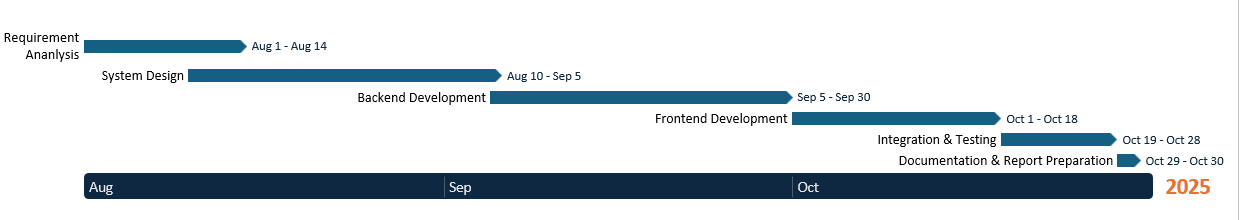 Requirement
Ananlysis
Aug 1 - Aug 14
System Design
Aug 10 - Sep 5
Backend Development
Sep 5 - Sep 30
Frontend Development
Oct 1 - Oct 18
Integration & Testing
Oct 19 - Oct 28
Documentation & Report Preparation
Oct 29 - Oct 30
Aug
Sep
Oct
2025